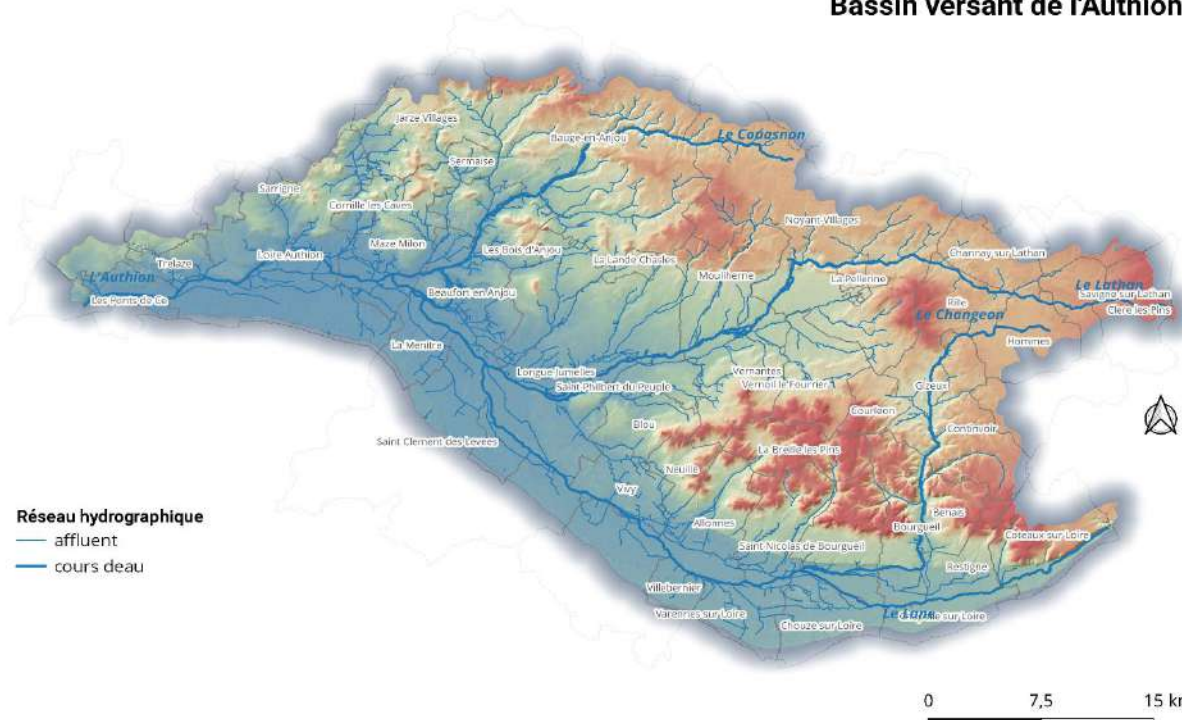 Bassin versant de l'Authion
Jarzé Villages
Baugé-en-Anjou
Le Couasnon
Sermaise
Sarrigné
Cornillé les Caves
Noyant-Villages
Mazé Milon
Les Bois d'Anjou
Loire Authion
Channay sur Lathan
La Lande Chasles
Trélazé
Mouliherne
La Pellerine
L'Authion
Le Lathan
Beaufort en Anjou
Savigné sur Lathan
Les Ponts de Cé
Rillé
Cléré les Pins
Le Changeon
Hommes
La Ménitré
Longué Jumelles
Vernantes
Saint Philbert du Peuple
Vernoil le Fourrier
Gizeux
Courléon
Blou
Continvoir
Saint Clément des Levées
La Breille les Pins
Neuillé
Vivy
Benais
Allonnes
Bourgueil
Coteaux sur Loire
Saint Nicolas de Bourgueil
Restigné
Villebernier
Varennes sur Loire
Le Lane
sur Loire
Chouzé sur Loire
Réseau hydrographique
affluent
cours deau
0 7,5 15 km